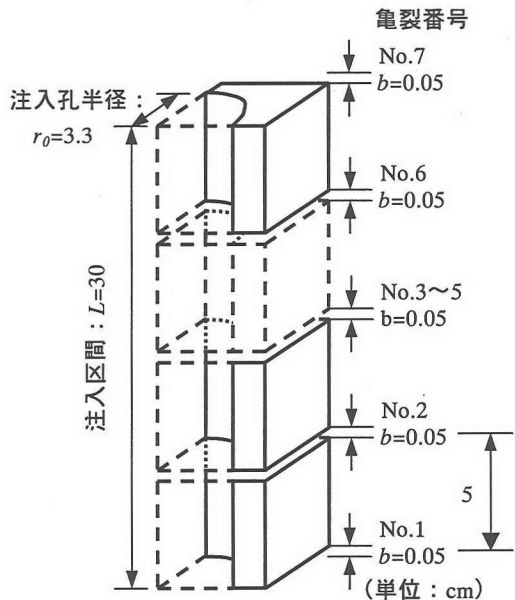 亀裂番号
No.7
b=0.05
注入孔半径：
r₀=3.3
No.6
b=0.05
注入区間：L=30
No.3～5
b=0.05
No.2
b=0.05
5
No.1
b=0.05
（単位：cm）